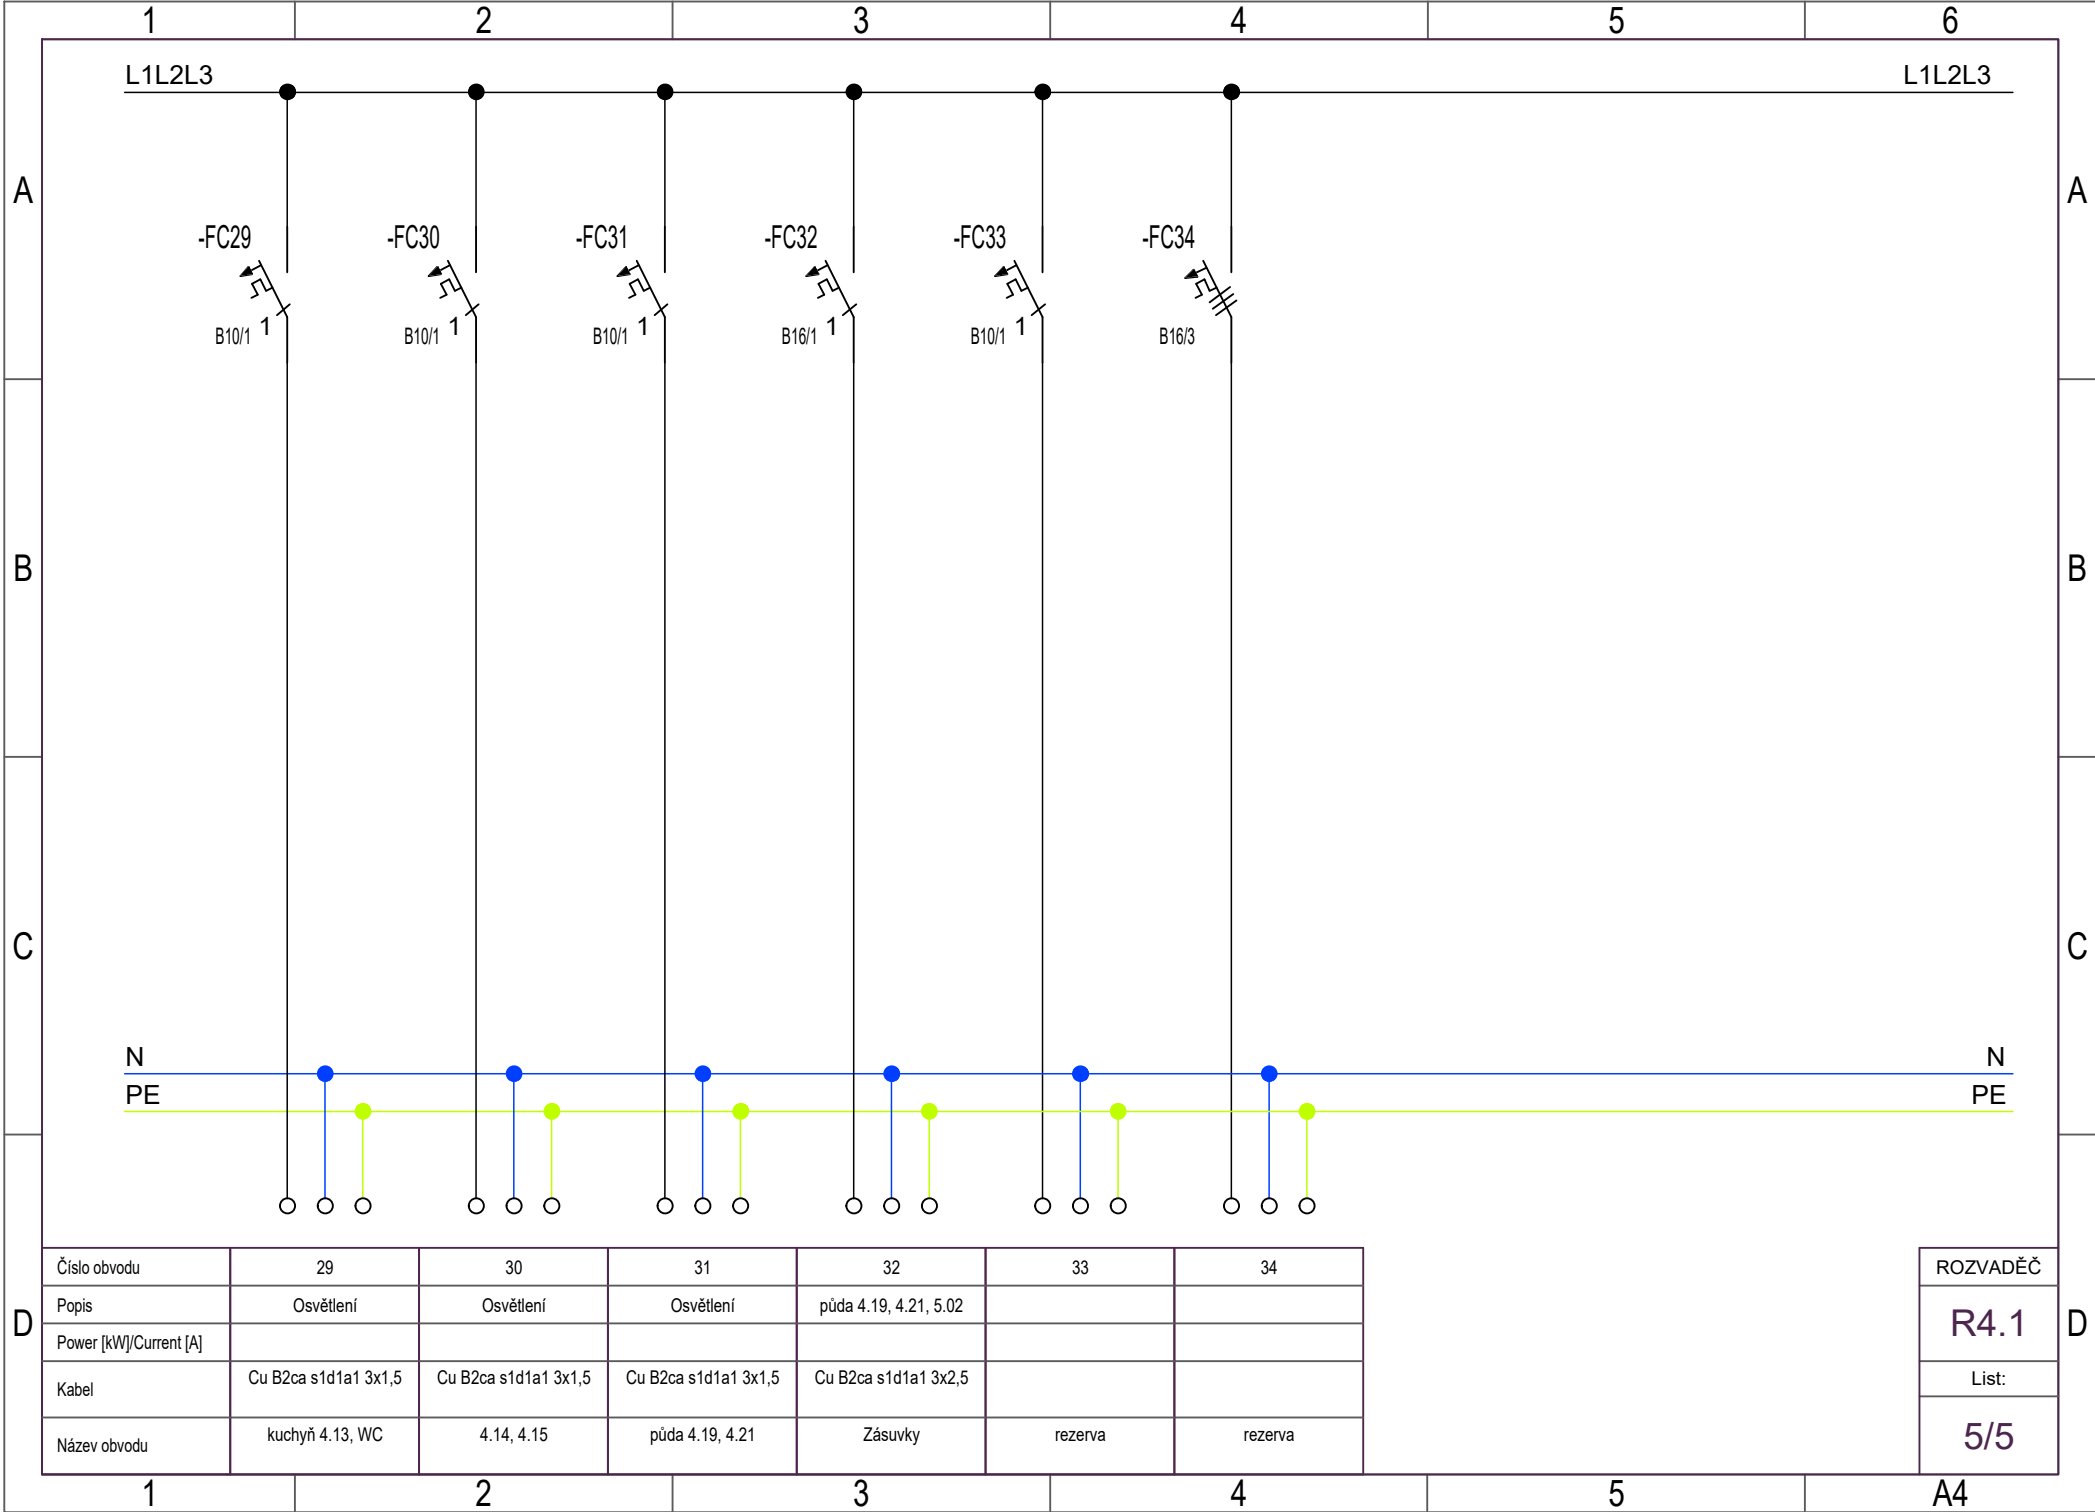 1 2 3 4 5 6
L1L2L3 L1L2L3
A A
-FC29 -FC30 -FC31 -FC32 -FC33 -FC34
B10/1 1 B10/1 1 B10/1 1 B16/1 1 B10/1 1 B16/3
B B
C C
N N
PE PE
Číslo obvodu 29 30 31 32 33 34
Popis Osvětlení Osvětlení Osvětlení půda 4.19, 4.21, 5.02
Power [kW]/Current [A]
Kabel Cu B2ca s1d1a1 3x1,5 Cu B2ca s1d1a1 3x1,5 Cu B2ca s1d1a1 3x1,5 Cu B2ca s1d1a1 3x2,5
Název obvodu kuchyň 4.13, WC 4.14, 4.15 půda 4.19, 4.21 Zásuvky rezerva rezerva
ROZVADĚČ
D R4.1 D
List:
5/5
1 2 3 4 5 A4